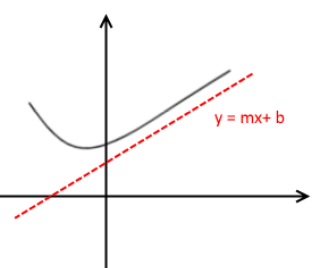 y = mx+ b